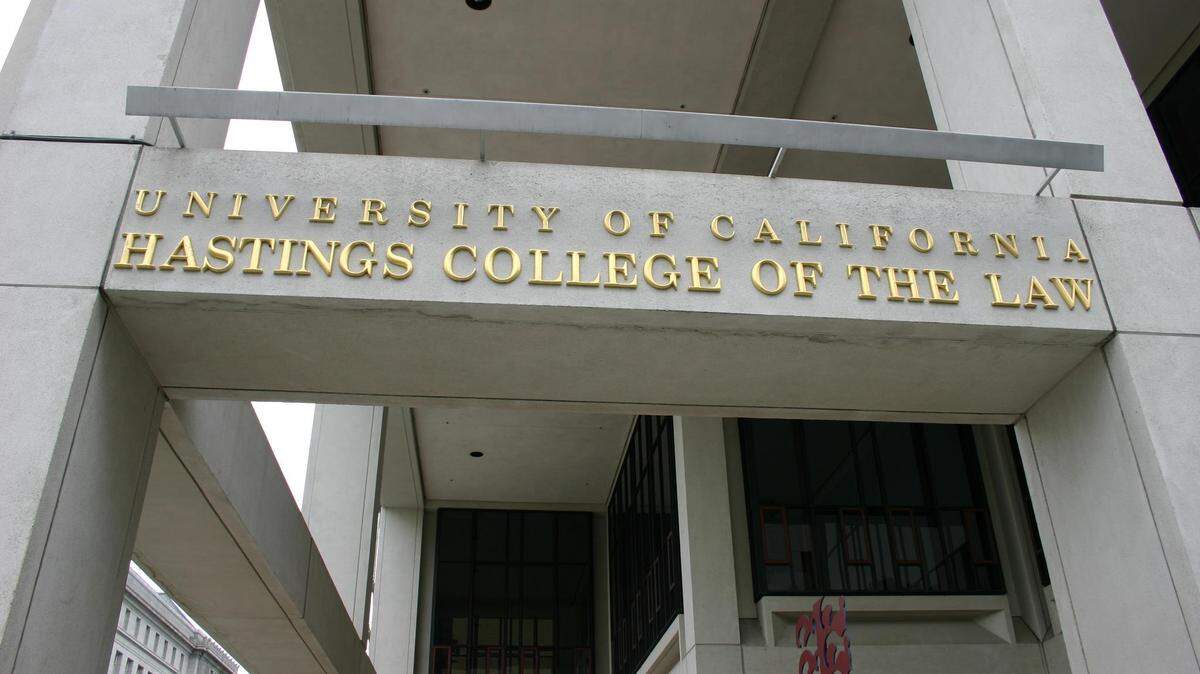 UNIVERSITY OF CALIFORNIA
HASTINGS COLLEGE OF THE LAW